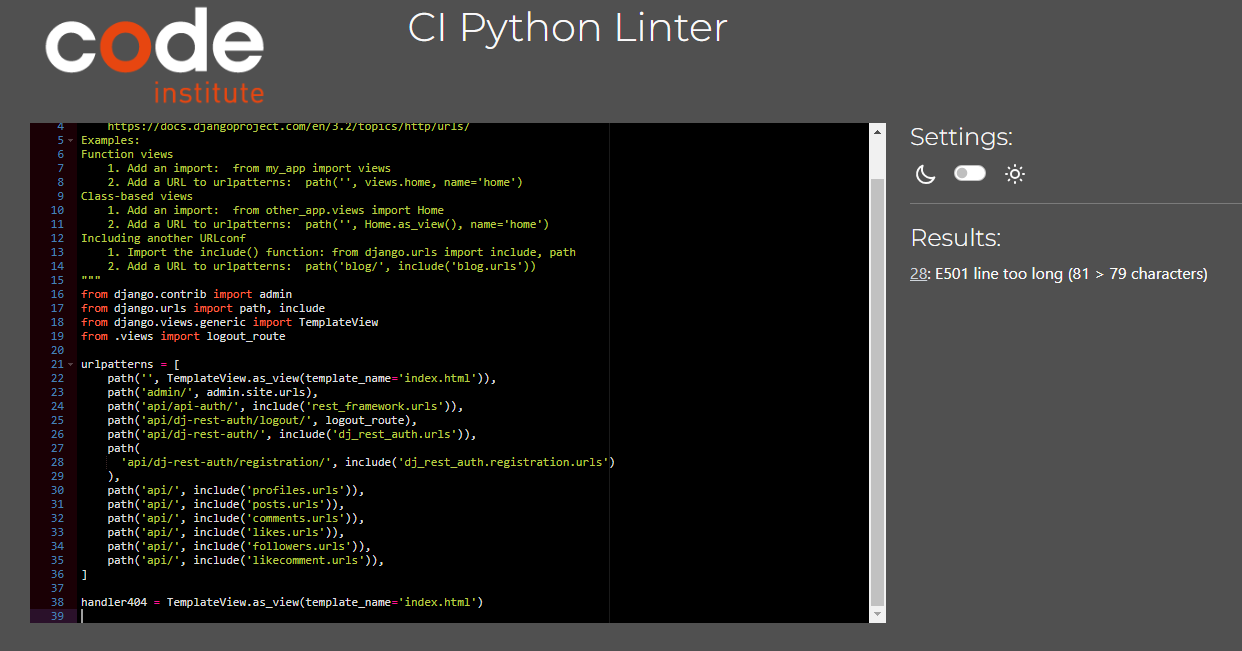 code
institute
CI Python Linter
4     https://docs.djangoproject.com/en/3.2/topics/http/urls/
5 Examples:
6 Function views
7     1. Add an import:  from my_app import views
8     2. Add a URL to urlpatterns:  path('', views.home, name='home')
9 Class-based views
10     1. Add an import:  from other_app.views import Home
11     2. Add a URL to urlpatterns:  path('', Home.as_view(), name='home')
12 Including another URLconf
13     1. Import the include() function: from django.urls import include, path
14     2. Add a URL to urlpatterns:  path('blog/', include('blog.urls'))
15 """
16 from django.contrib import admin
17 from django.urls import path, include
18 from django.views.generic import TemplateView
19 from .views import logout_route
20
21 urlpatterns = [
22     path('', TemplateView.as_view(template_name='index.html')),
23     path('admin/', admin.site.urls),
24     path('api/api-auth/', include('rest_framework.urls')),
25     path('api/dj-rest-auth/logout/', logout_route),
26     path('api/dj-rest-auth/', include('dj_rest_auth.urls')),
27     path(
28       'api/dj-rest-auth/registration/', include('dj_rest_auth.registration.urls')
29     ),
30     path('api/', include('profiles.urls')),
31     path('api/', include('posts.urls')),
32     path('api/', include('comments.urls')),
33     path('api/', include('likes.urls')),
34     path('api/', include('followers.urls')),
35     path('api/', include('likecomment.urls')),
36 ]
37
38 handler404 = TemplateView.as_view(template_name='index.html')
39
Settings:
Results:
28: E501 line too long (81 > 79 characters)